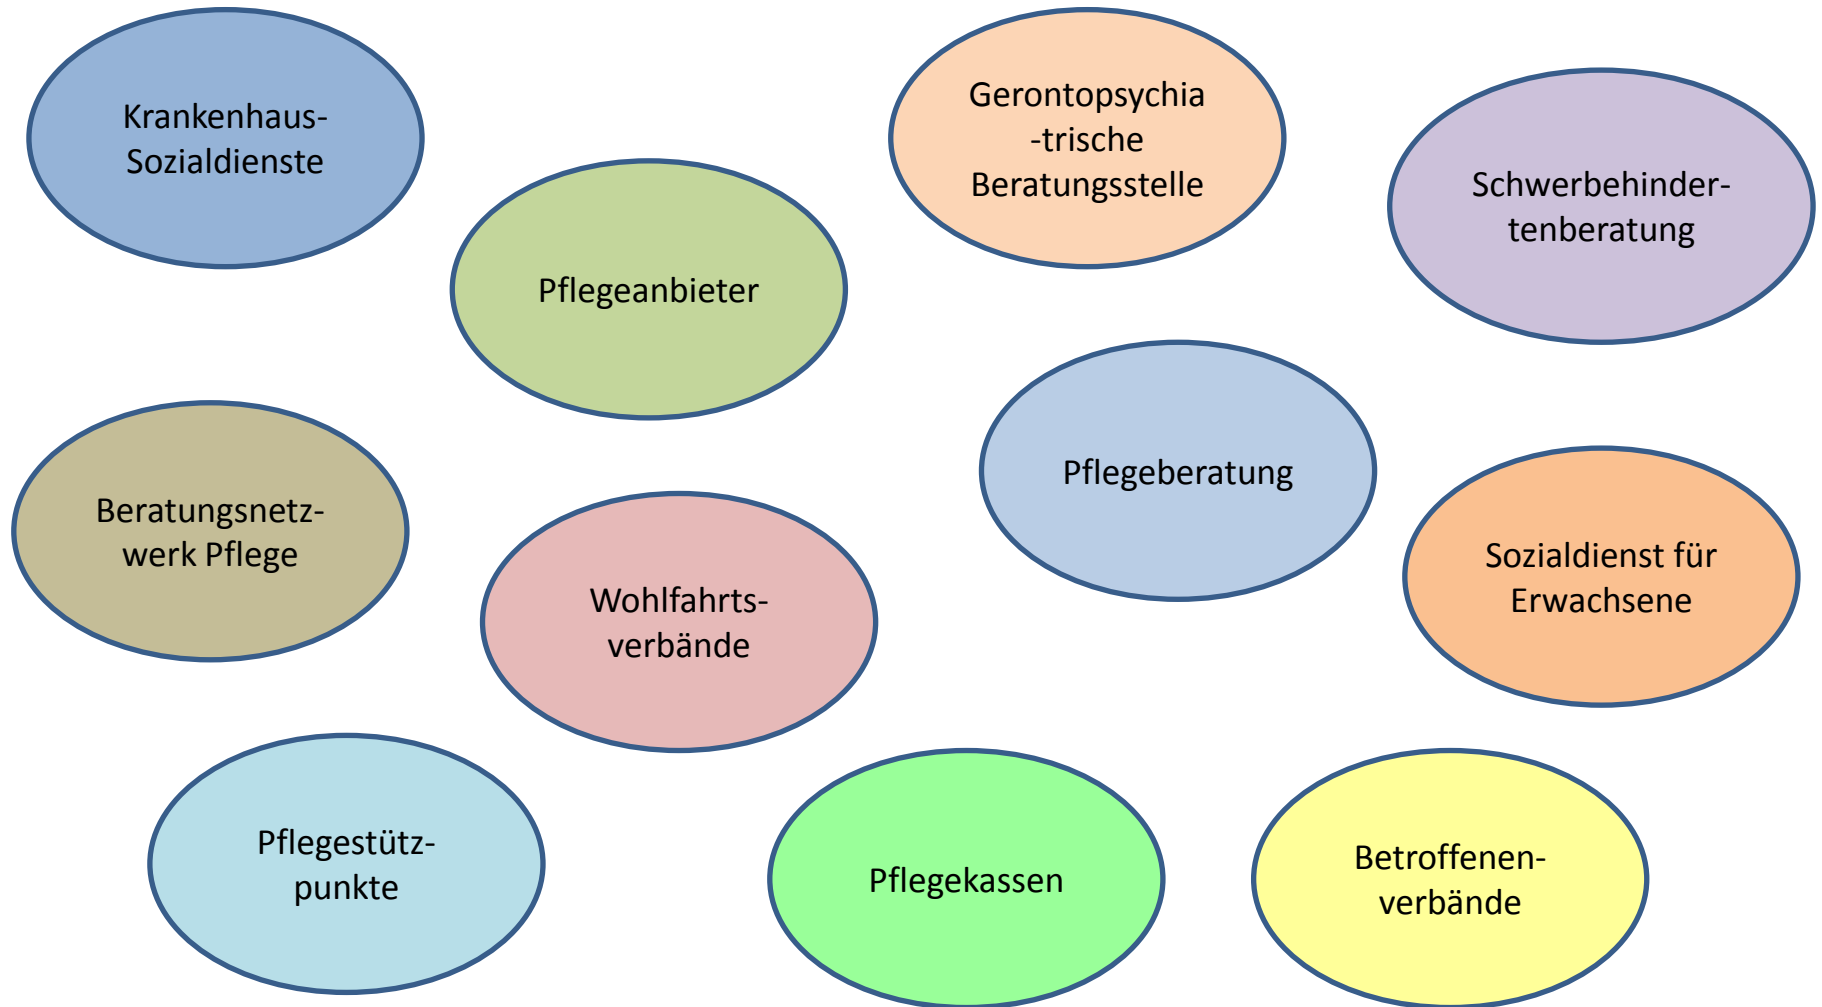 Krankenhaus-
Sozialdienste
Gerontopsychia
-trische
Beratungsstelle
Schwerbehinder-
tenberatung
Pflegeanbieter
Pflegeberatung
Beratungsnetz-
werk Pflege
Wohlfahrts-
verbände
Sozialdienst für
Erwachsene
Pflegestütz-
punkte
Pflegekassen
Betroffenen-
verbände